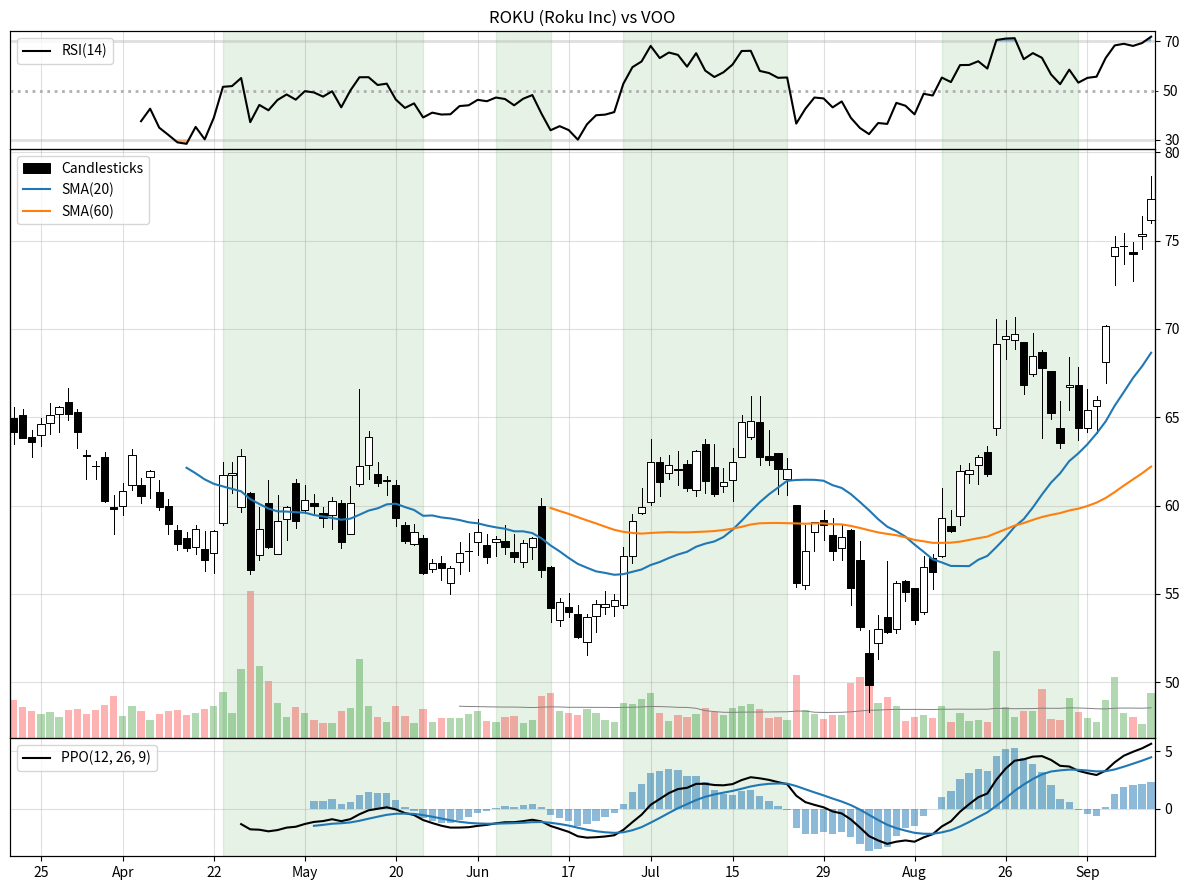 ROKU (Roku Inc) vs VOO
RSI(14)
70
50
30
Candlesticks
SMA(20)
SMA(60)
80
75
70
65
60
55
50
PPO(12, 26, 9)
5
0
25 Apr 22 May 20 Jun 17 Jul 15 29 Aug 26 Sep